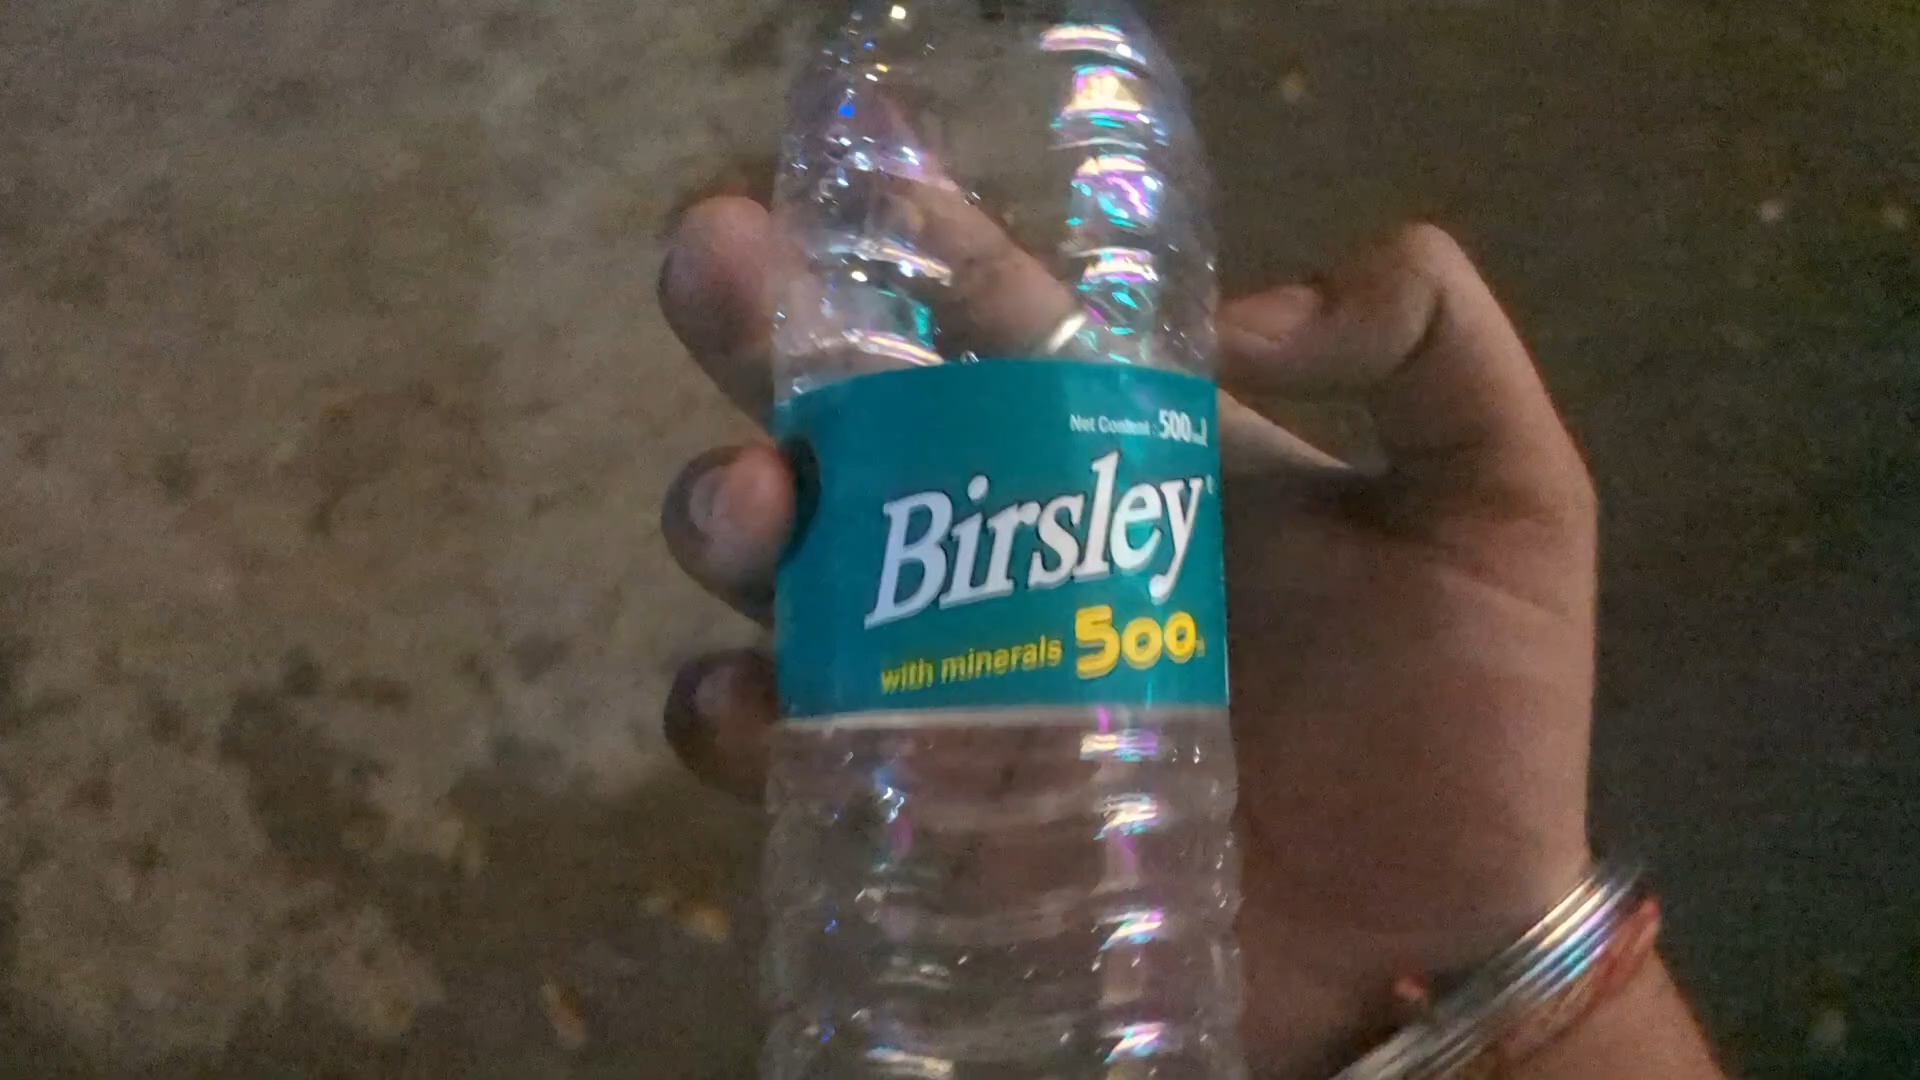 Net Content : 500ml
Birsley
with minerals 500